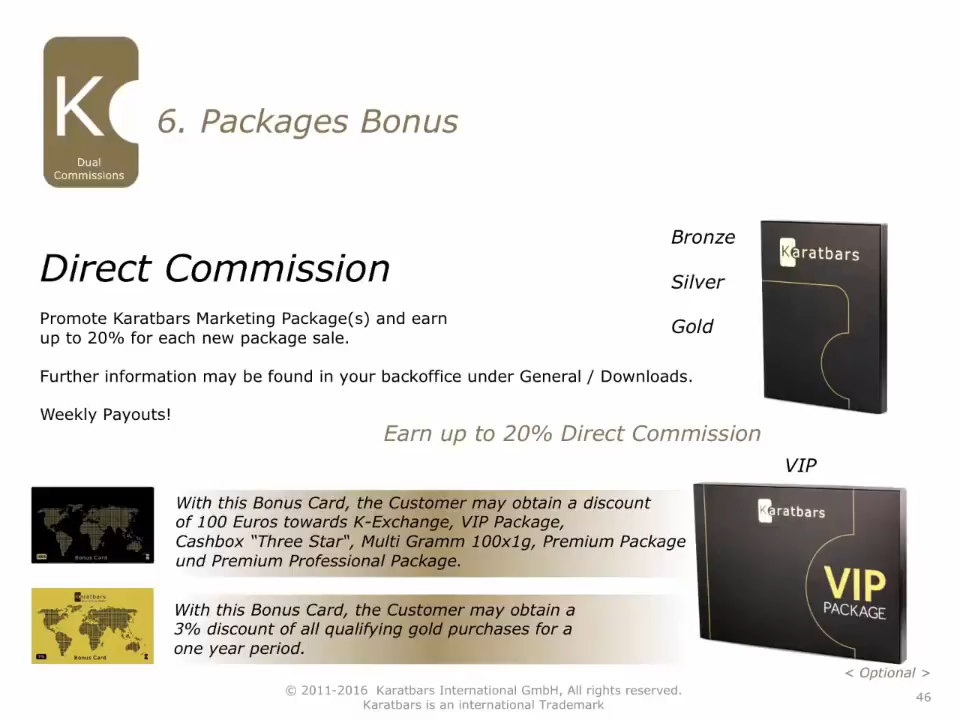 K
Dual
Commissions
6. Packages Bonus
Direct Commission
Promote Karatbars Marketing Package(s) and earn
up to 20% for each new package sale.
Further information may be found in your backoffice under General / Downloads.
Weekly Payouts!
Bronze
Silver
Gold
Karatbars
Earn up to 20% Direct Commission
VIP
Karatbars
VIP
PACKAGE
Bonus Card
With this Bonus Card, the Customer may obtain a discount
of 100 Euros towards K-Exchange, VIP Package,
Cashbox "Three Star", Multi Gramm 100x1g, Premium Package
und Premium Professional Package.
Karatbars
Bonus Card
With this Bonus Card, the Customer may obtain a
3% discount of all qualifying gold purchases for a
one year period.
< Optional >
© 2011-2016 Karatbars International GmbH, All rights reserved.
Karatbars is an international Trademark
46